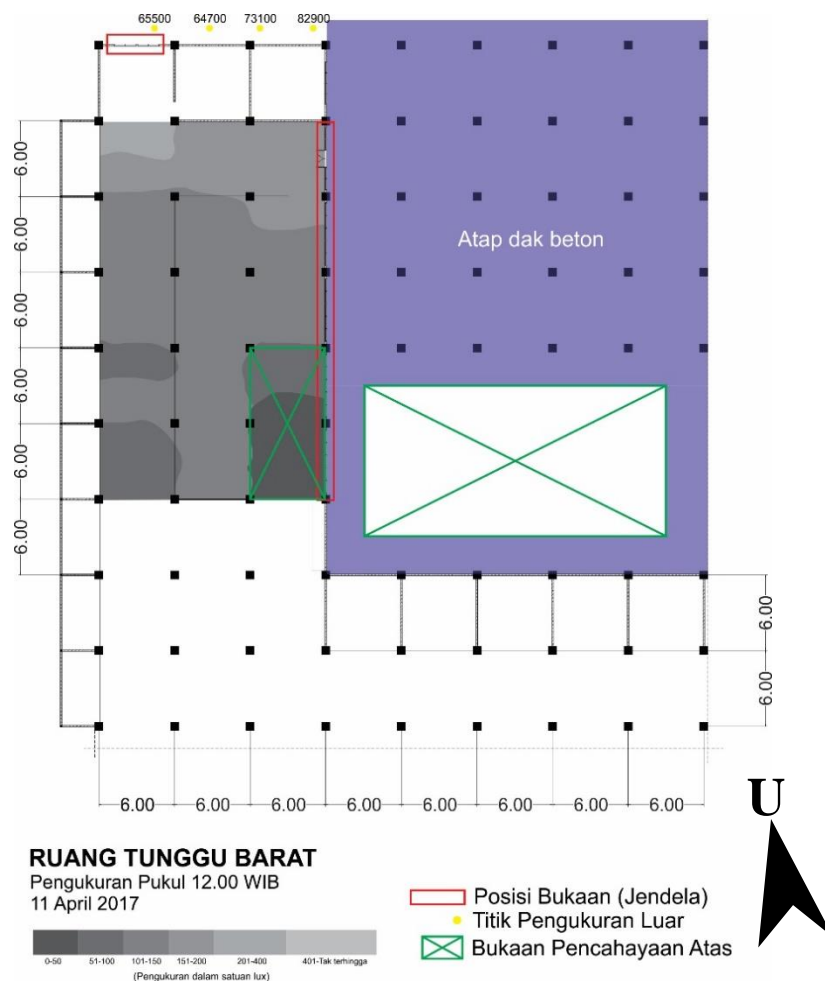 65500 64700 73100 82900
6.00
6.00
6.00
6.00
6.00
6.00
Atap dak beton
6.00
6.00
6.00 6.00 6.00 6.00 6.00 6.00 6.00 6.00
U
RUANG TUNGGU BARAT
Pengukuran Pukul 12.00 WIB
11 April 2017
0-50 51-100 101-150 151-200 201-400 401-Tak terhingga
(Pengukuran dalam satuan lux)
Posisi Bukaan (Jendela)
Titik Pengukuran Luar
Bukaan Pencahayaan Atas